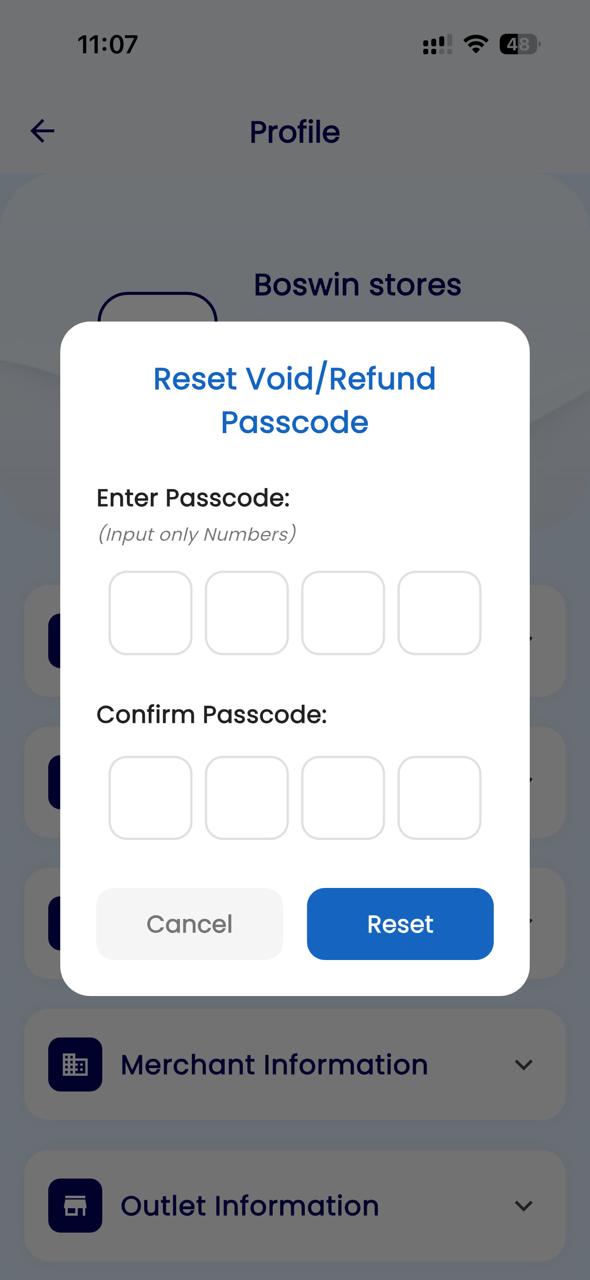 11:07
48
Profile
Boswin stores
Reset Void/Refund
Passcode
Enter Passcode:
(Input only Numbers)
Confirm Passcode:
Cancel
Reset
Merchant Information
Outlet Information